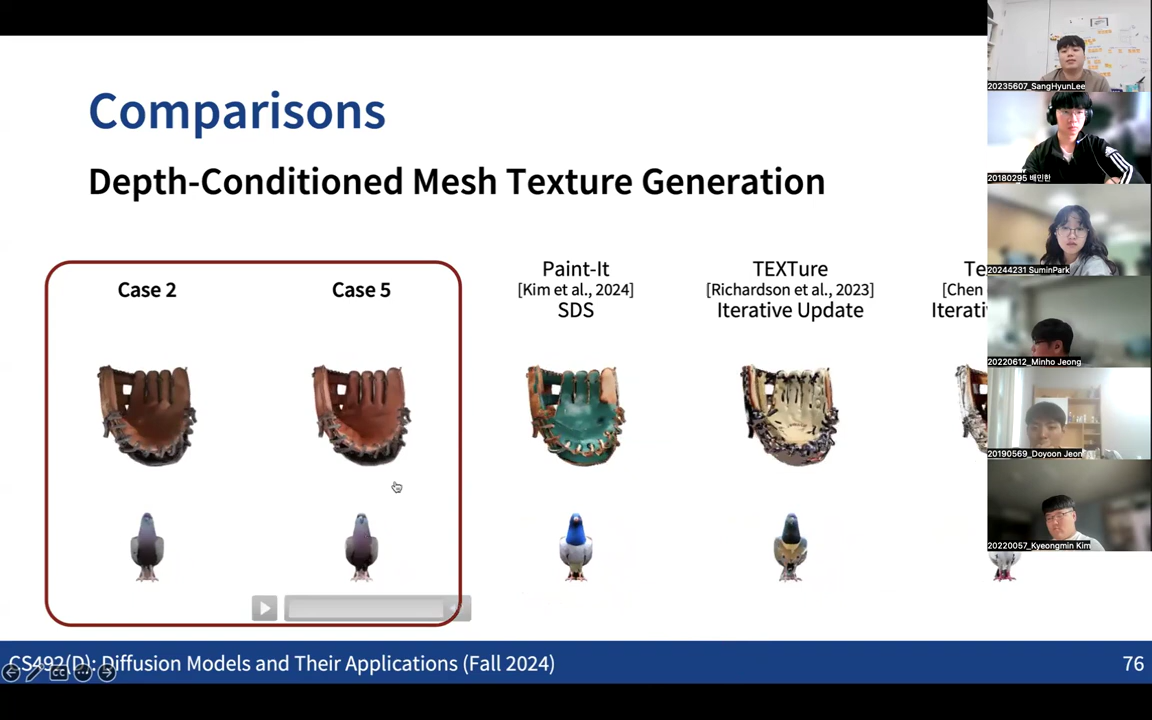 Comparisons
Depth-Conditioned Mesh Texture Generation
Case 2
Case 5
Paint-It
[Kim et al., 2024]
SDS
TEXTure
[Richardson et al., 2023]
Iterative Update
Te
[Chen
Iterativ
20235607_SangHyunLee
20180295 배민한
20244231 SuminPark
20220612_Minho Jeong
20190569_Doyoon Jeon
20220057_Kyeongmin Kim
CS492(D): Diffusion Models and Their Applications (Fall 2024)
76